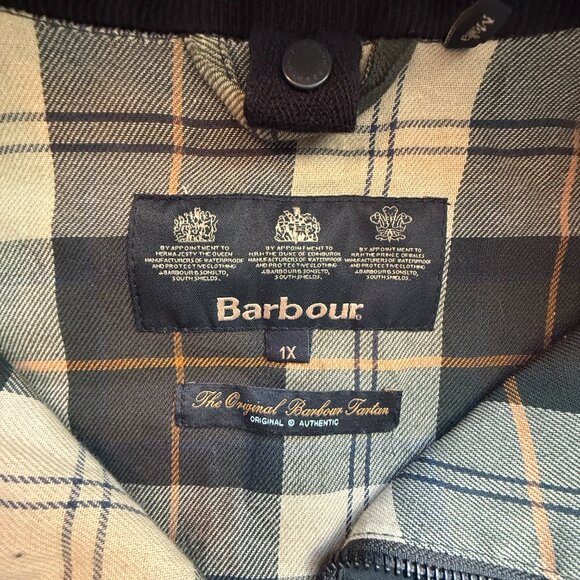 BY APPOINTMENT TO
HER MAJESTY THE QUEEN
MANUFACTURERS OF WATERPROOF
AND PROTECTIVE CLOTHING
J.BARBOUR & SONS LTD,
SOUTH SHIELDS
BY APPOINTMENT TO
H.R.H. THE DUKE OF EDINBURGH
MANUFACTURERS OF WATERPROOF
AND PROTECTIVE CLOTHING
J.BARBOUR & SONS LTD,
SOUTH SHIELDS
BY APPOINTMENT TO
H.R.H. THE PRINCE OF WALES
MANUFACTURERS OF WATERPROOF
AND PROTECTIVE CLOTHING
J.BARBOUR & SONS LTD,
SOUTH SHIELDS
Barbour
1X
The Original Barbour Tartan
ORIGINAL © AUTHENTIC